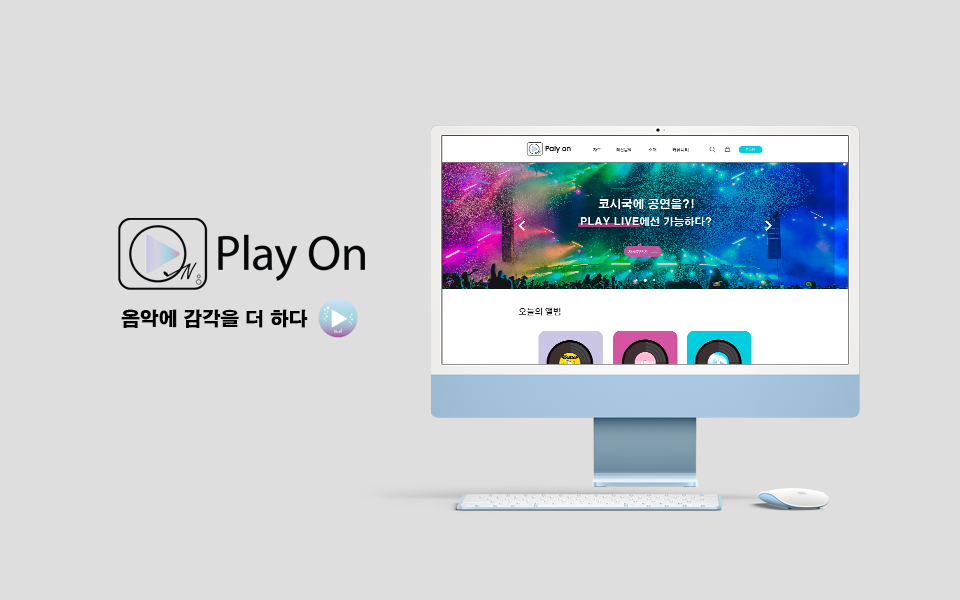 Play On
음악에 감각을 더 하다
Paly on
코시국에 공연을?!
PLAY LIVE에선 가능하다?
오늘의 앨범